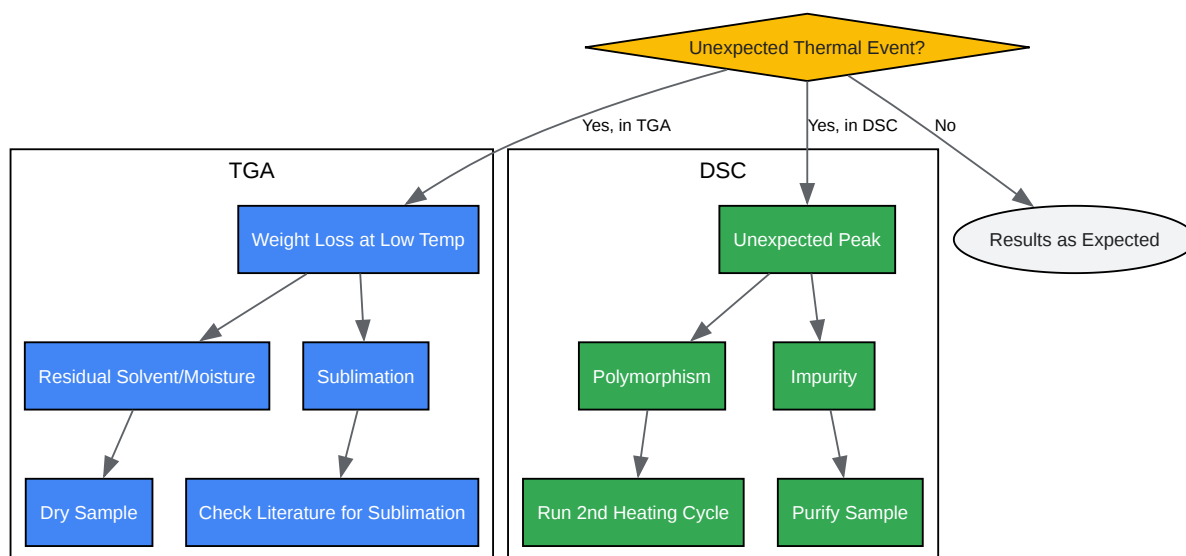 Unexpected Thermal Event?
Yes, in TGA
Yes, in DSC
No
TGA
DSC
Weight Loss at Low Temp
Unexpected Peak
Results as Expected
Residual Solvent/Moisture
Sublimation
Polymorphism
Impurity
Dry Sample
Check Literature for Sublimation
Run 2nd Heating Cycle
Purify Sample